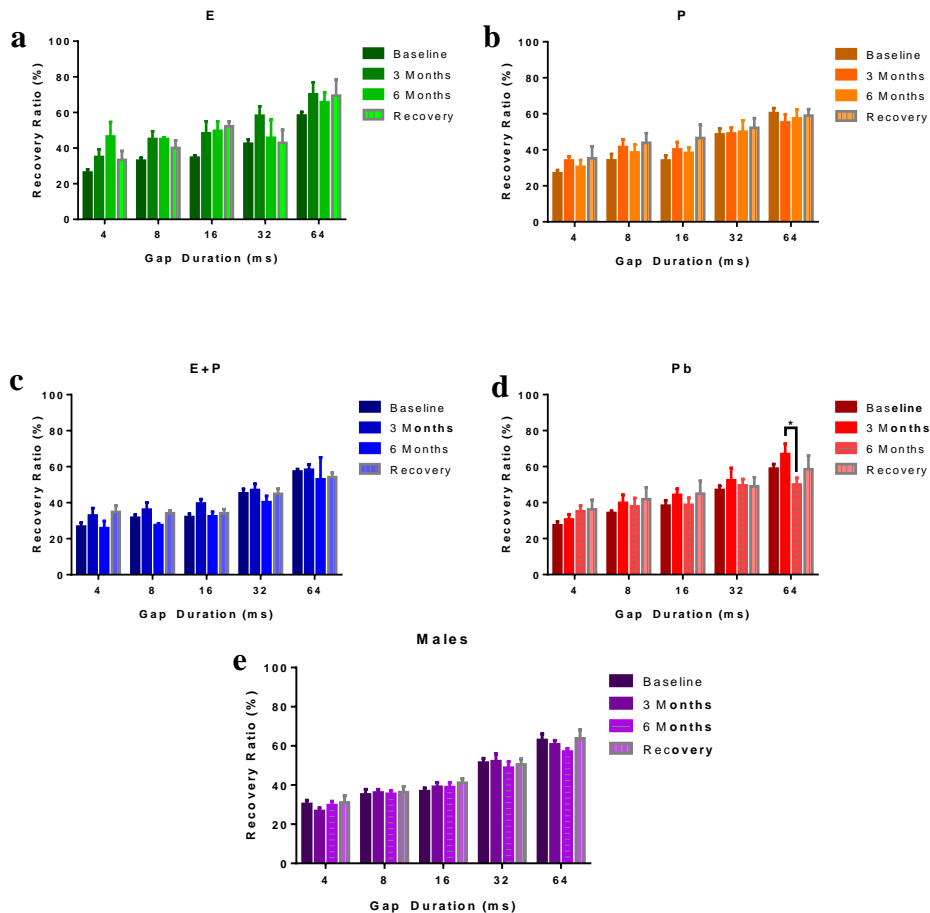 E
a
Recovery Ratio (%)
100
80
60
40
20
0
4 8 16 32 64
Gap Duration (ms)
Baseline
3 Months
6 Months
Recovery
P
b
Recovery Ratio (%)
100
80
60
40
20
0
4 8 16 32 64
Gap Duration (ms)
Baseline
3 Months
6 Months
Recovery
E+P
c
Recovery Ratio (%)
100
80
60
40
20
0
4 8 16 32 64
Gap Duration (ms)
Baseline
3 Months
6 Months
Recovery
Pb
d
Recovery Ratio (%)
100
80
60
40
20
0
*
4 8 16 32 64
Gap Duration (ms)
Baseline
3 Months
6 Months
Recovery
Males
e
Recovery Ratio (%)
100
80
60
40
20
0
4 8 16 32 64
Gap Duration (ms)
Baseline
3 Months
6 Months
Recovery